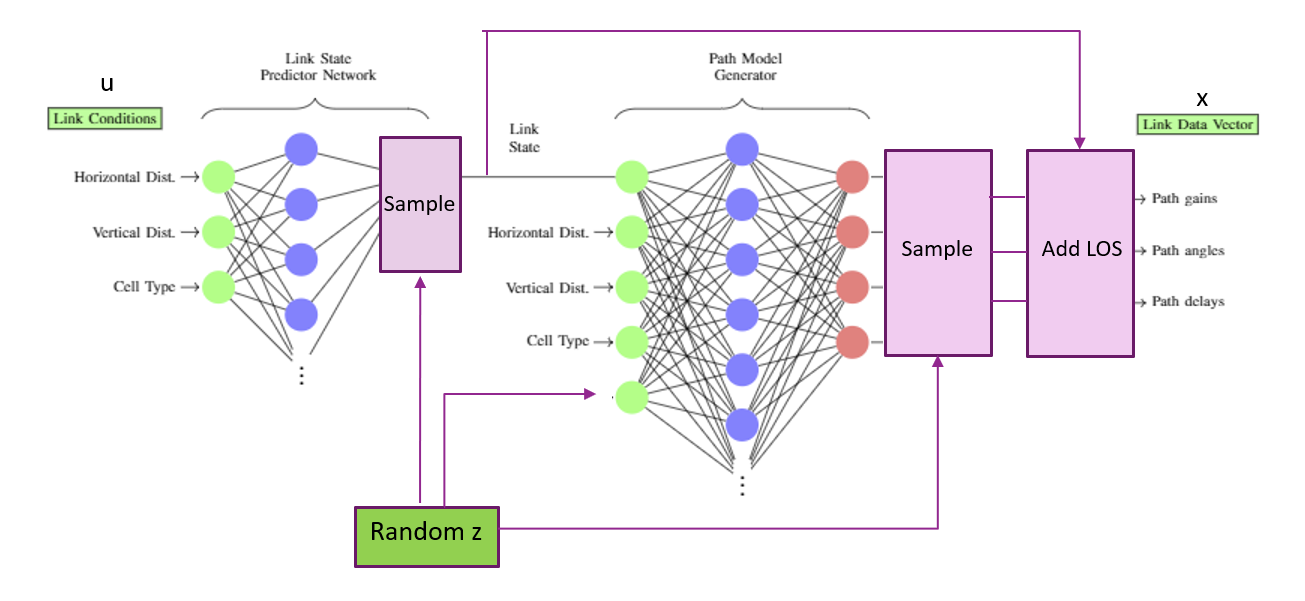 u
Link Conditions
Link State
Predictor Network
Horizontal Dist.
Vertical Dist.
Cell Type
Sample
Link
State
Path Model
Generator
Horizontal Dist.
Vertical Dist.
Cell Type
Random z
Sample
Add LOS
x
Link Data Vector
Path gains
Path angles
Path delays